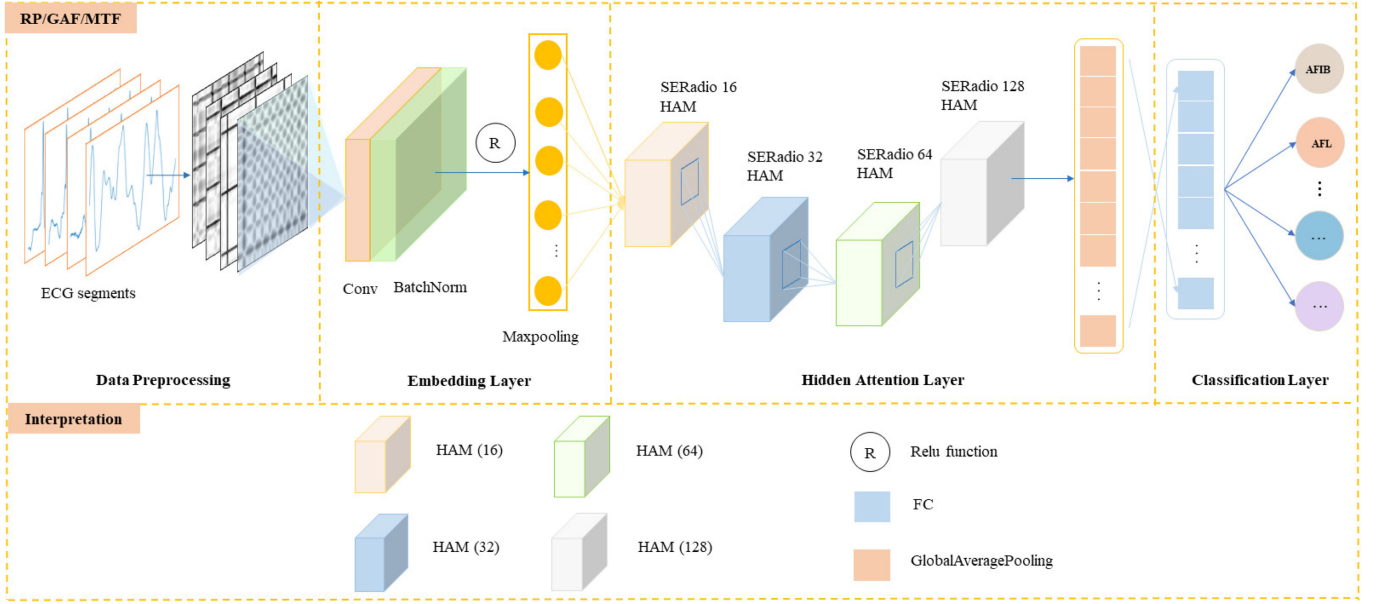 RP/GAF/MTF
ECG segments
Data Preprocessing
Conv
BatchNorm
R
Maxpooling
Embedding Layer
SERadio 16
HAM
SERadio 32
HAM
SERadio 64
HAM
SERadio 128
HAM
Hidden Attention Layer
AFIB
AFL
...
...
Classification Layer
Interpretation
HAM (16)
HAM (64)
R
Relu function
FC
HAM (32)
HAM (128)
GlobalAveragePooling